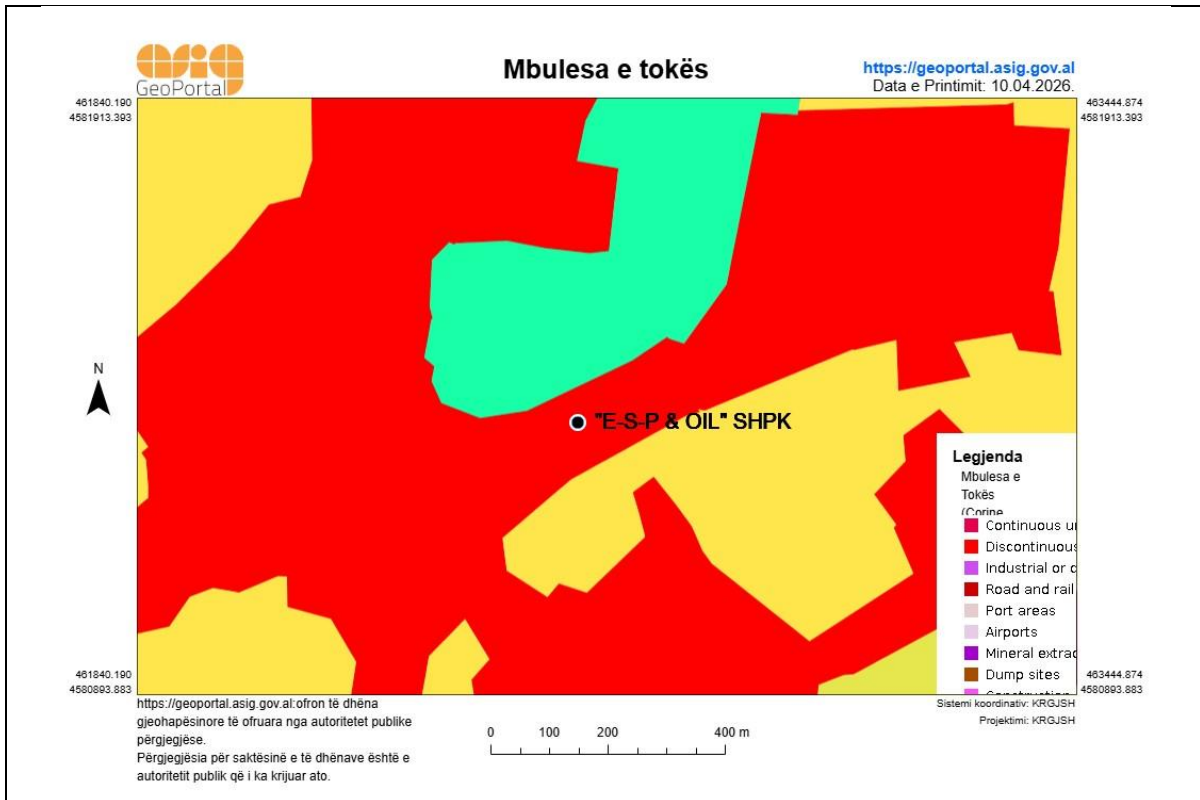 asig
GeoPortal
Mbulesa e tokës
https://geoportal.asig.gov.al
Data e Printimit: 10.04.2026.
461840.190
4581913.393
463444.874
4581913.393
N
"E-S-P & OIL" SHPK
Legjenda
Mbulesa e
Tokës
(Corine
Continuous u
Discontinuous
Industrial or c
Road and rail
Port areas
Airports
Mineral extrac
Dump sites
Construction
461840.190
4580893.883
463444.874
4580893.883
https://geoportal.asig.gov.al:ofron të dhëna
gjeohapësinore të ofruara nga autoritetet publike
përgjegjëse.
Përgjegjësia për saktësinë e të dhënave është e
autoritetit publik që i ka krijuar ato.
0 100 200 400 m
Sistemi koordinativ: KRGJSH
Projektimi: KRGJSH